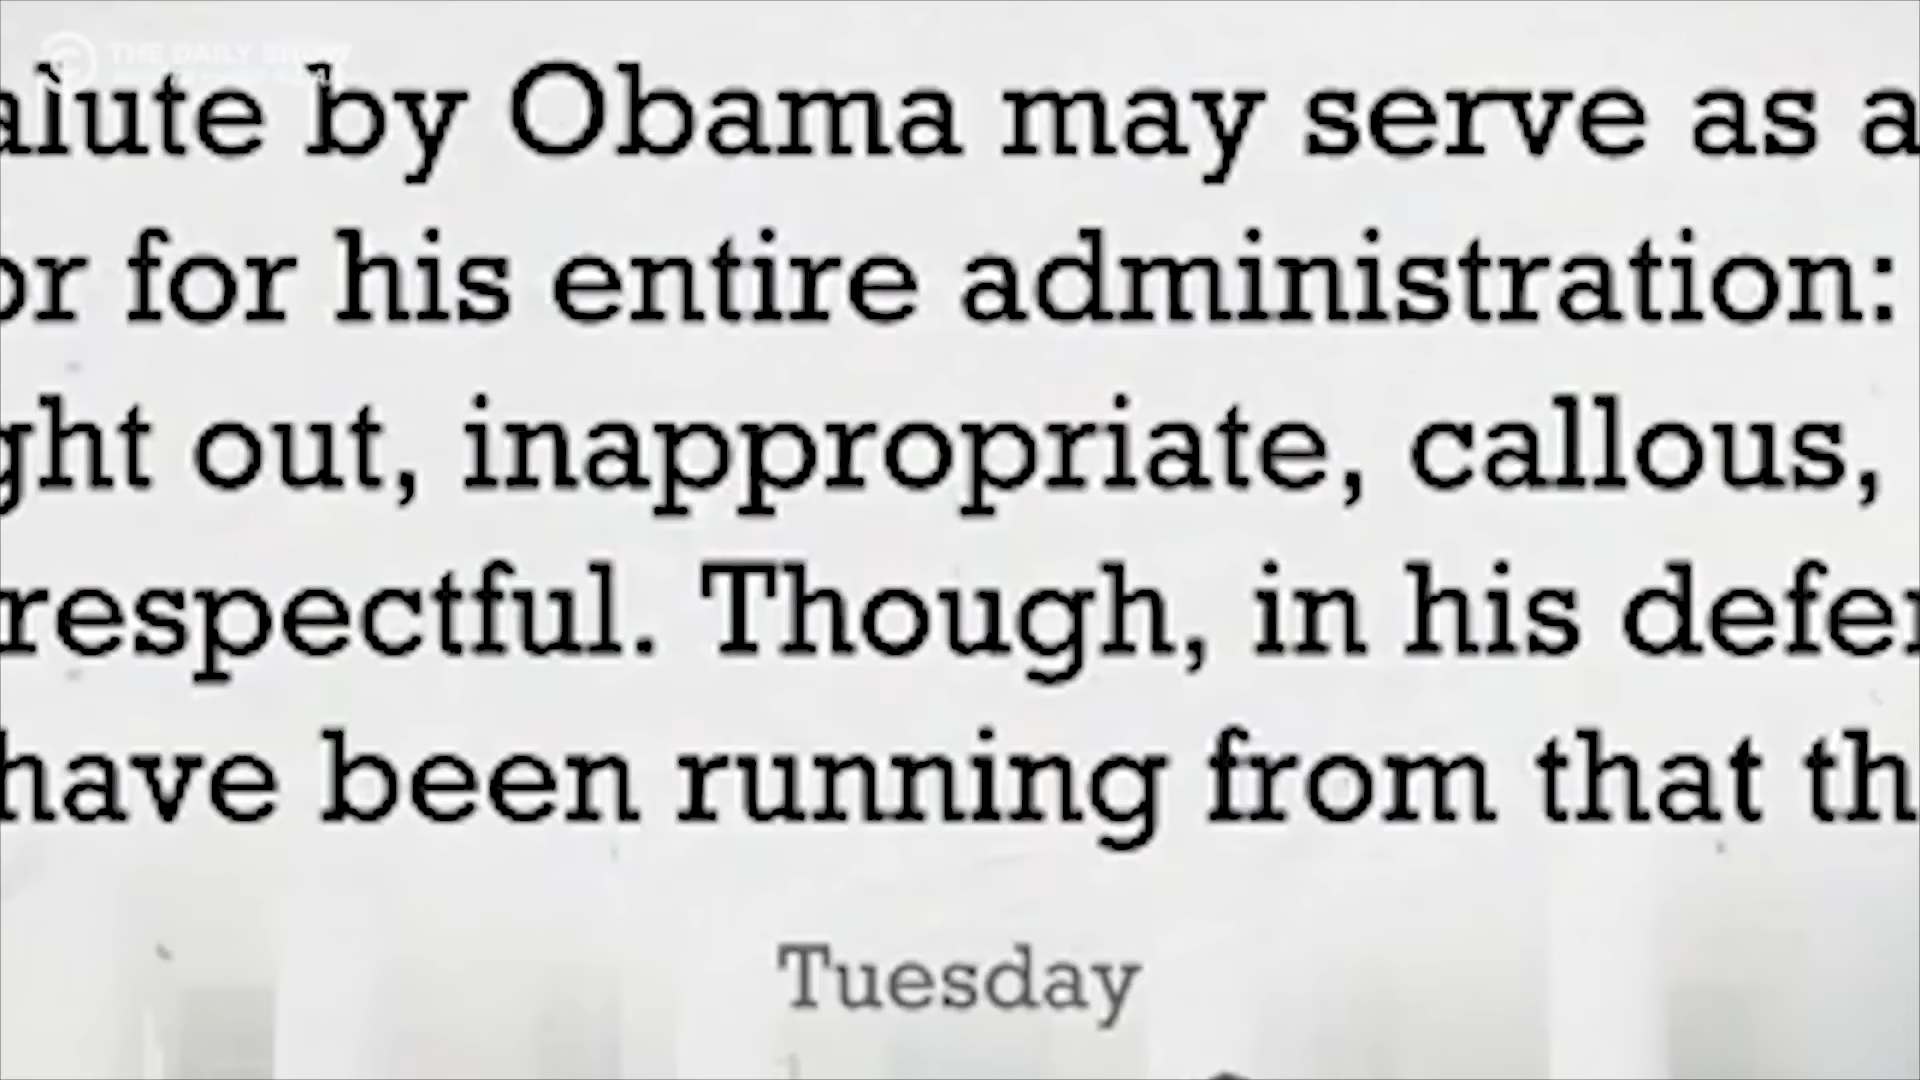 THE DAILY SHOW
alute by Obama may serve as a
or for his entire administration:
ght out, inappropriate, callous,
respectful. Though, in his defen
have been running from that th
Tuesday